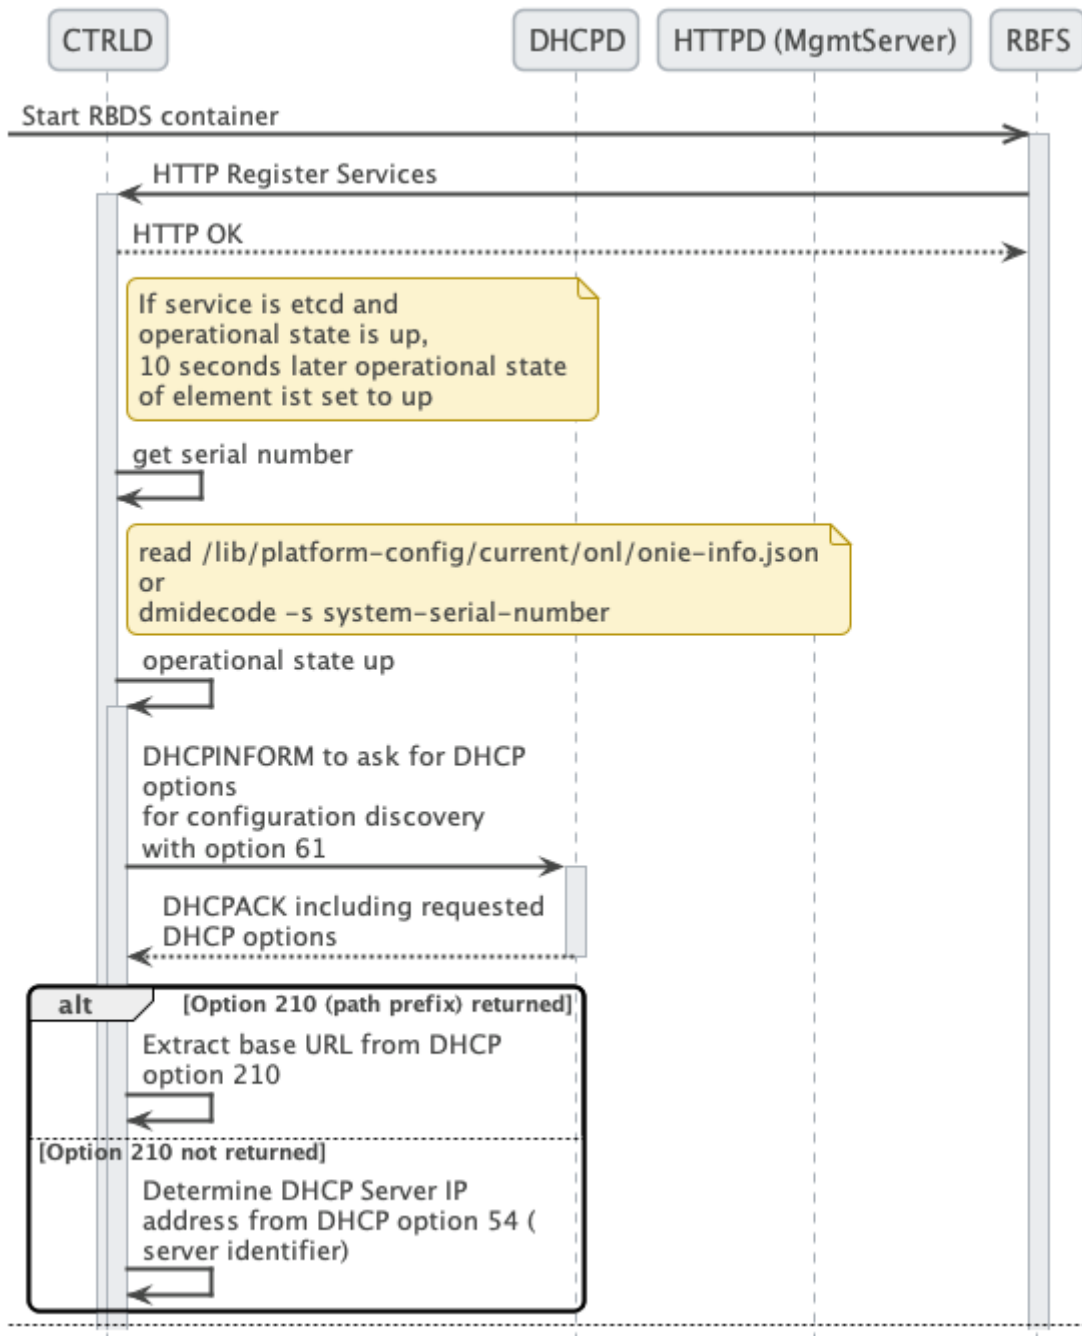 CTRLD
DHCPD
HTTPD (MgmtServer)
RBFS
Start RBDS container
HTTP Register Services
HTTP OK
If service is etcd and
operational state is up,
10 seconds later operational state
of element ist set to up
get serial number
read /lib/platform-config/current/onl/onie-info.json
or
dmidecode -s system-serial-number
operational state up
DHCPINFORM to ask for DHCP
options
for configuration discovery
with option 61
DHCPACK including requested
DHCP options
alt
[Option 210 (path prefix) returned]
Extract base URL from DHCP
option 210
[Option 210 not returned]
Determine DHCP Server IP
address from DHCP option 54 (
server identifier)